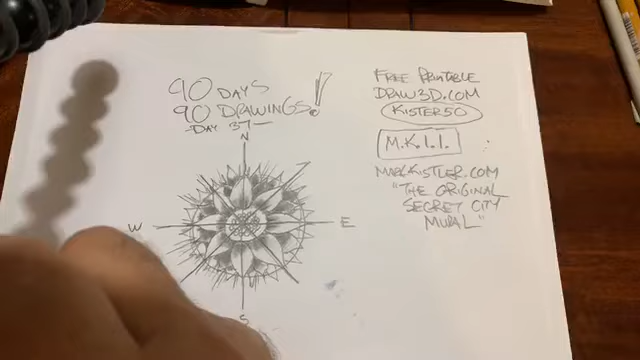 90 DAYS
90 DRAWINGS!
-DAY 37-
N
W
E
S
FREE PRINTABLE
DRAW3D.COM
KISTER50
M.K.I.I.
MARKKISTLER.COM
"THE ORIGINAL
SECRET CITY
MURAL"